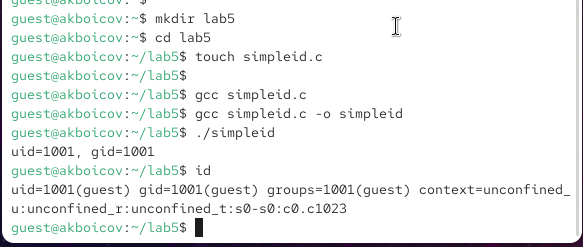 guest@akboicov:~$ mkdir lab5
guest@akboicov:~$ cd lab5
guest@akboicov:~/lab5$ touch simpleid.c
guest@akboicov:~/lab5$
guest@akboicov:~/lab5$ gcc simpleid.c
guest@akboicov:~/lab5$ gcc simpleid.c -o simpleid
guest@akboicov:~/lab5$ ./simpleid
uid=1001, gid=1001
guest@akboicov:~/lab5$ id
uid=1001(guest) gid=1001(guest) groups=1001(guest) context=unconfined_
u:unconfined_r:unconfined_t:s0-s0:c0.c1023
guest@akboicov:~/lab5$